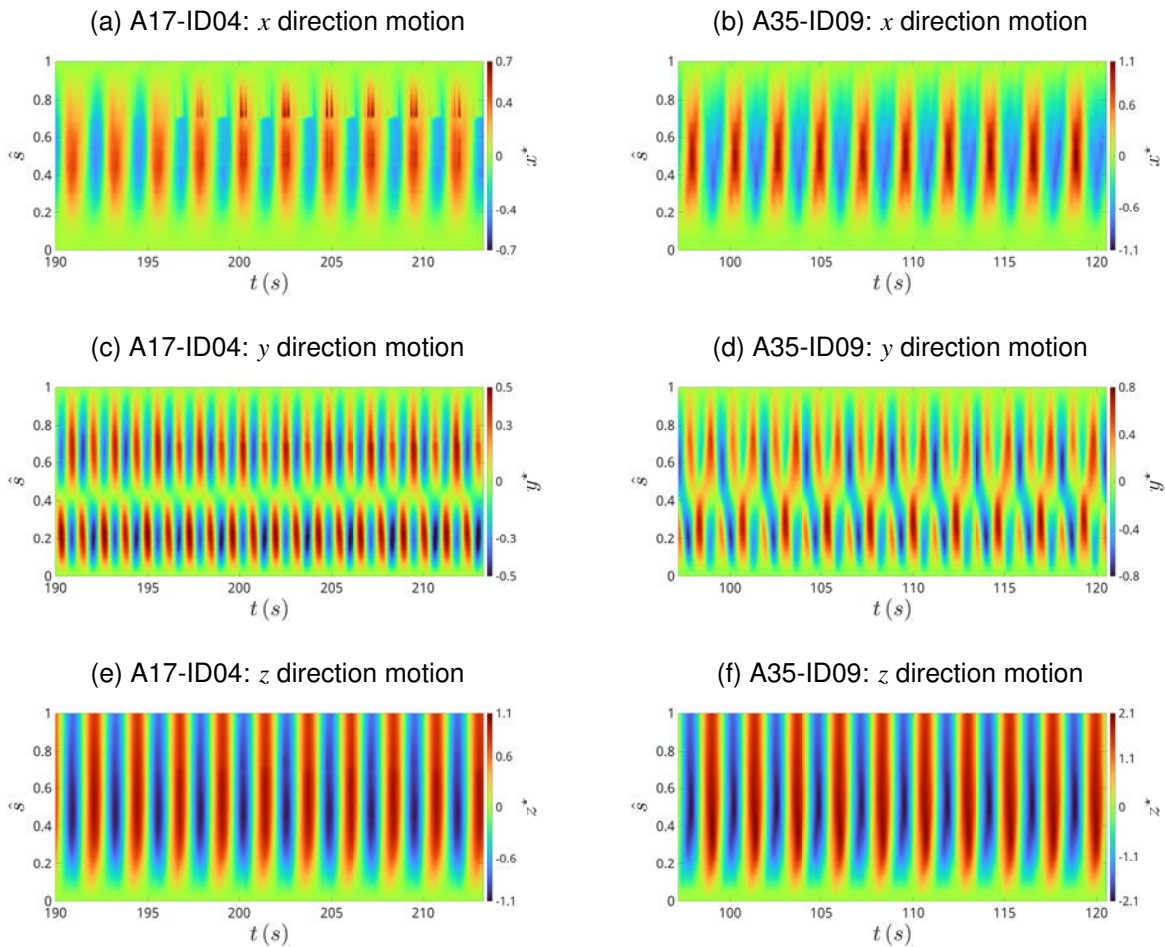 (a) A17-ID04: x direction motion
(b) A35-ID09: x direction motion
1
0.8
0.6
0.4
0.2
0
ŝ
190 195 200 205 210
t (s)
0.7
0.4
0
-0.4
-0.7
x*
1
0.8
0.6
0.4
0.2
0
ŝ
100 105 110 115 120
t (s)
1.1
0.6
0
-0.6
-1.1
x*
(c) A17-ID04: y direction motion
(d) A35-ID09: y direction motion
1
0.8
0.6
0.4
0.2
0
ŝ
190 195 200 205 210
t (s)
0.5
0.3
0
-0.3
-0.5
y*
1
0.8
0.6
0.4
0.2
0
ŝ
100 105 110 115 120
t (s)
0.8
0.4
0
-0.4
-0.8
y*
(e) A17-ID04: z direction motion
(f) A35-ID09: z direction motion
1
0.8
0.6
0.4
0.2
0
ŝ
190 195 200 205 210
t (s)
1.1
0.6
0
-0.6
-1.1
z*
1
0.8
0.6
0.4
0.2
0
ŝ
100 105 110 115 120
t (s)
2.1
1.1
0
-1.1
-2.1
z*